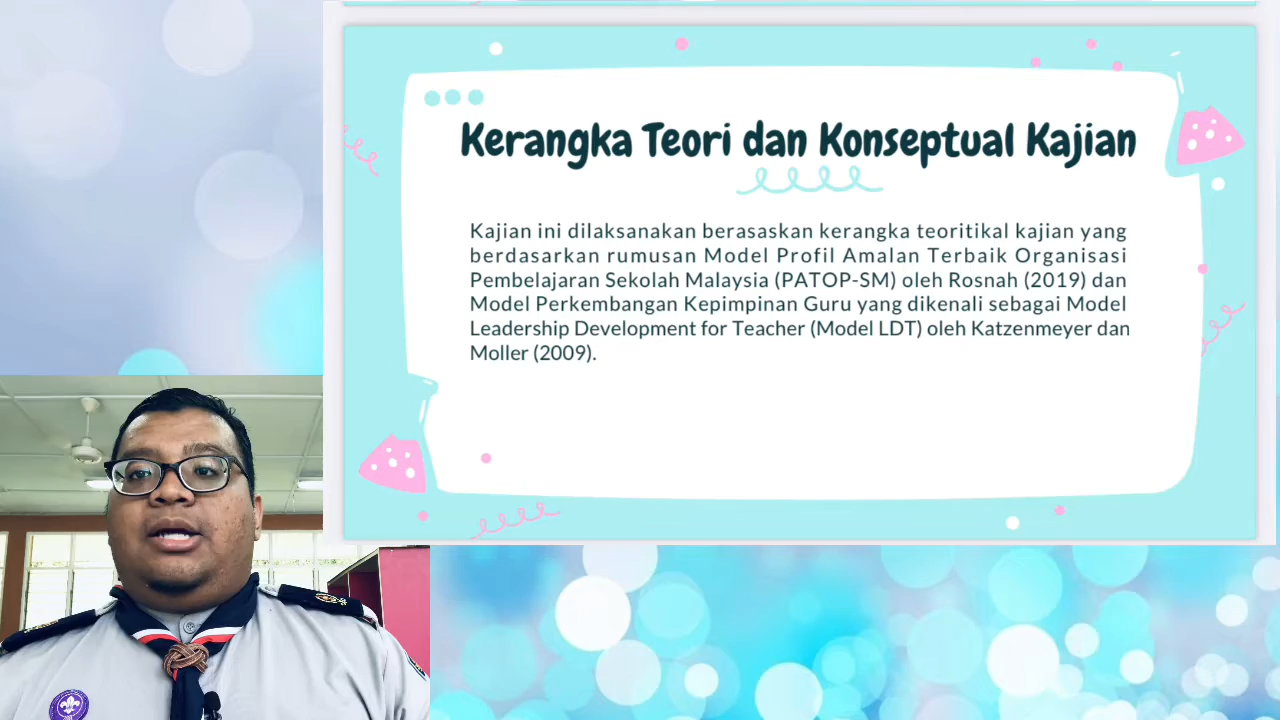 Kerangka Teori dan Konseptual Kajian
Kajian ini dilaksanakan berasaskan kerangka teoritikal kajian yang
berdasarkan rumusan Model Profil Amalan Terbaik Organisasi
Pembelajaran Sekolah Malaysia (PATOP-SM) oleh Rosnah (2019) dan
Model Perkembangan Kepimpinan Guru yang dikenali sebagai Model
Leadership Development for Teacher (Model LDT) oleh Katzenmeyer dan
Moller (2009).